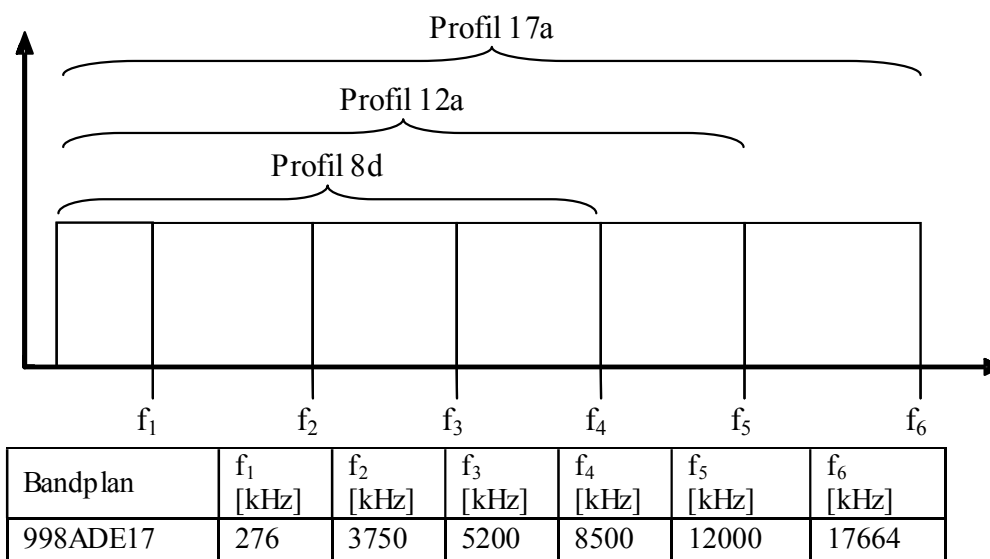 Profil 17a
Profil 12a
Profil 8d
f₁ f₂ f₃ f₄ f₅ f₆
Bandplan f₁ [kHz] f₂ [kHz] f₃ [kHz] f₄ [kHz] f₅ [kHz] f₆ [kHz]
998ADE17 276 3750 5200 8500 12000 17664